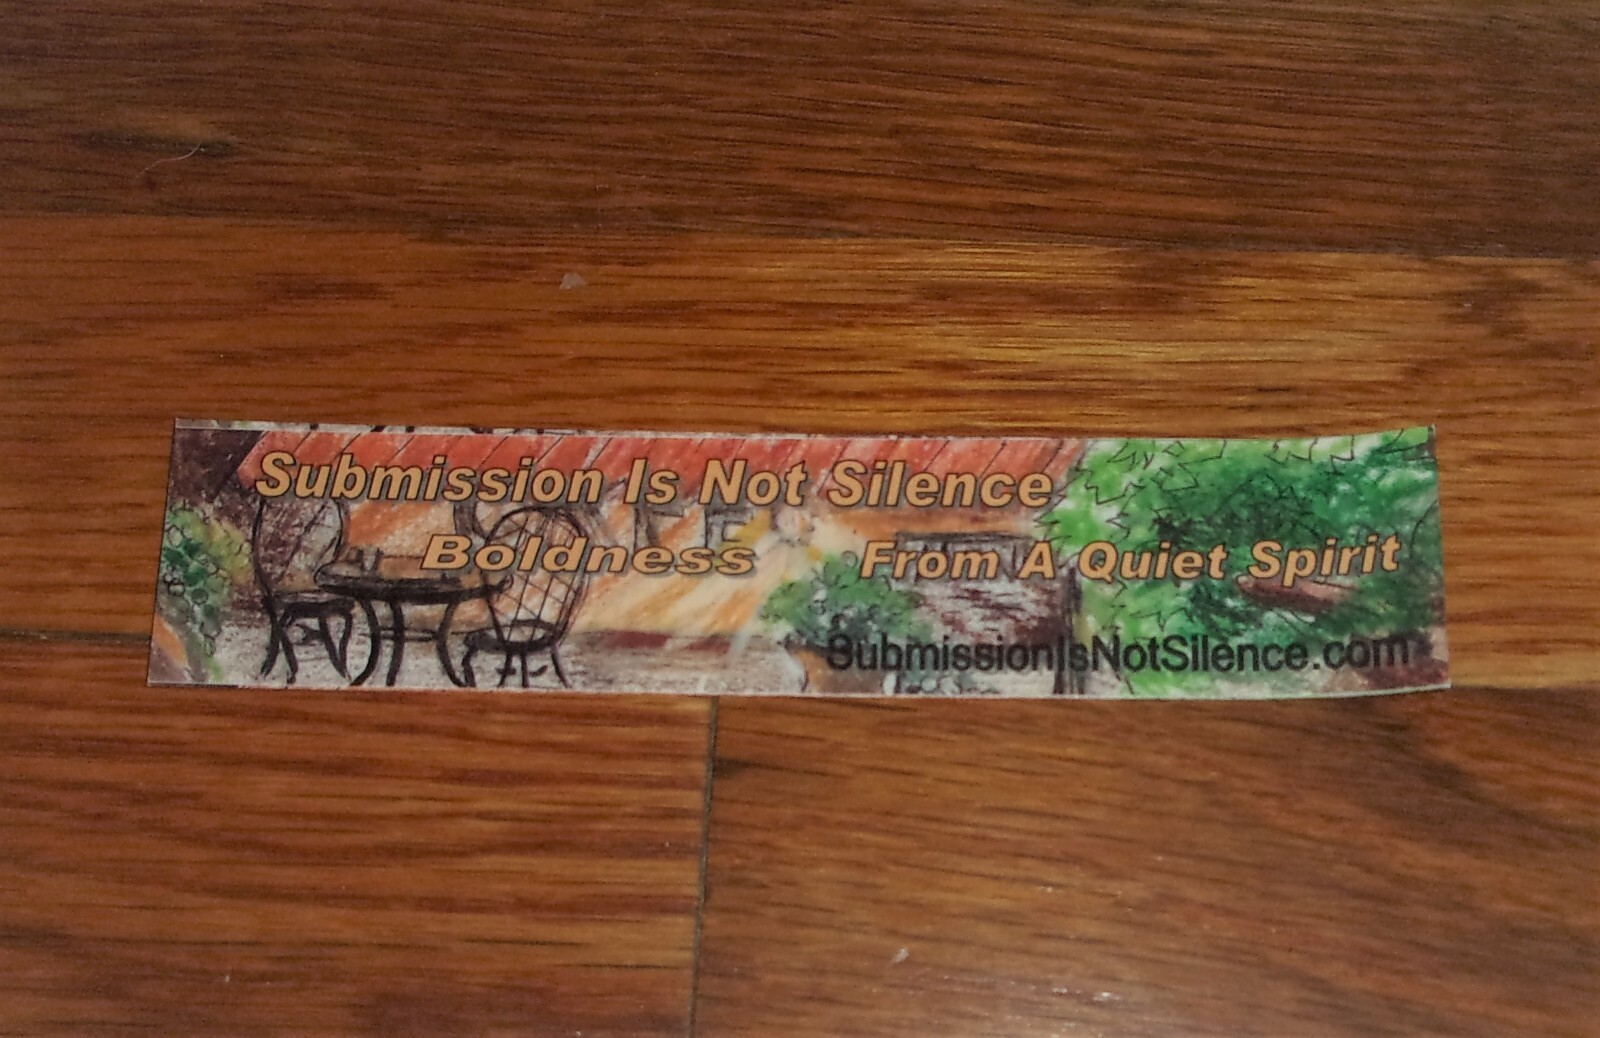 Submission Is Not Silence
Boldness From A Quiet Spirit
SubmissionIsNotSilence.com